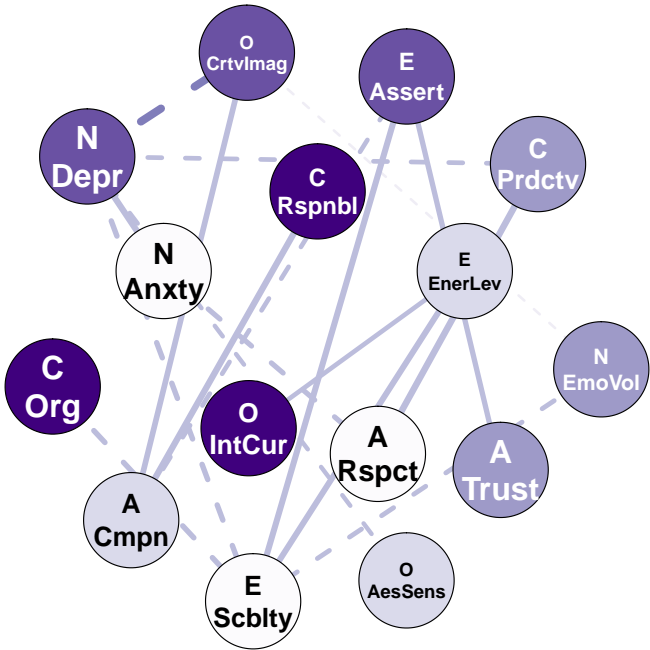 O
CrtvImag
E
Assert
N
Depr
C
Prdctv
C
Rspnbl
N
Anxty
E
EnerLev
C
Org
N
EmoVol
O
IntCur
A
Rspct
A
Trust
A
Cmpn
E
Scblty
O
AesSens